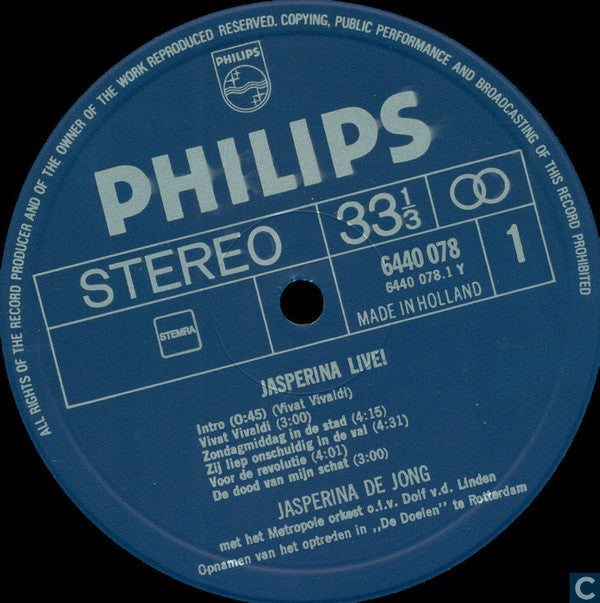 ALL RIGHTS OF THE RECORD PRODUCER AND OF THE OWNER OF THE WORK REPRODUCED RESERVED. COPYING, PUBLIC PERFORMANCE AND BROADCASTING OF THIS RECORD PROHIBITED
PHILIPS
PHILIPS
STEREO
33 1/3
6440 078
6440 078.1 Y
1
MADE IN HOLLAND
STEMRA
JASPERINA LIVE!
Intro (0:45) (Vivat Vivaldi)
Vivat Vivaldi (3:00)
Zondagmiddag in de stad (4:15)
Zij liep onschuldig in de val (4:31)
Voor de revolutie (4:01)
De dood van mijn schat (3:00)
JASPERINA DE JONG
met het Metropole orkest o.l.v. Dolf v.d. Linden
Opnamen van het optreden in „De Doelen" te Rotterdam
C